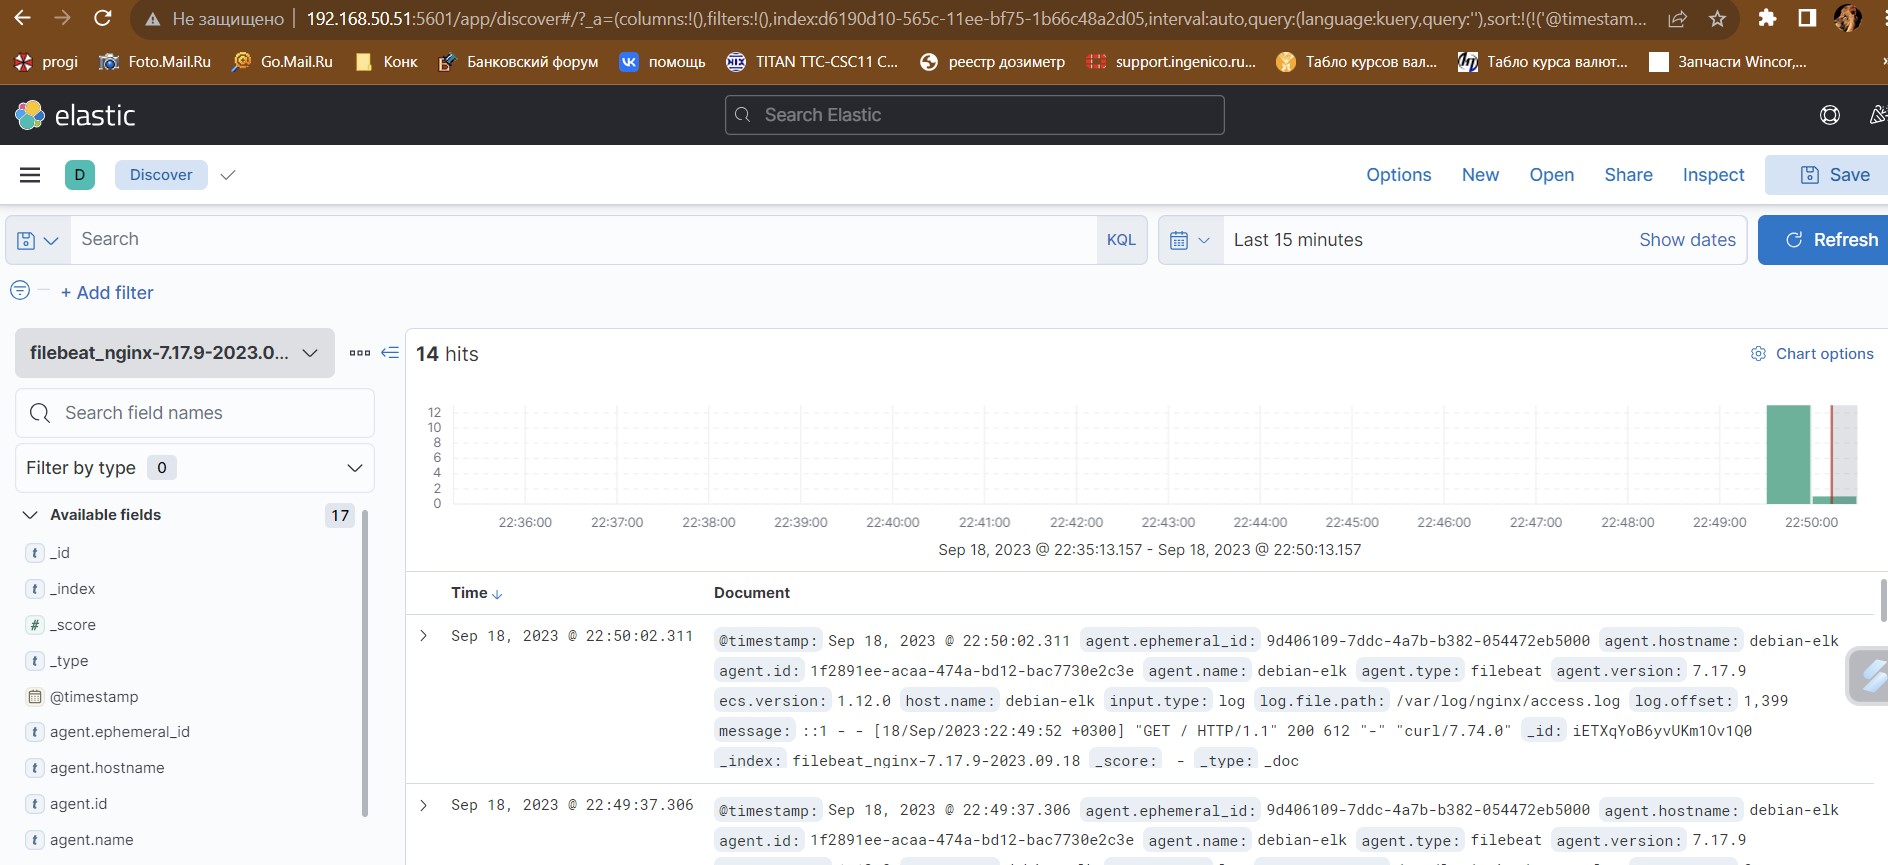 Не защищено | 192.168.50.51:5601/app/discover#/?_a=(columns:!(),filters:!(),index:d6190d10-565c-11ee-bf75-1b66c48a2d05,interval:auto,query:(language:kuery,query:''),sort:!(!('@timestam...
progi Foto.Mail.Ru Go.Mail.Ru Конк Банковский форум помощь TITAN TTC-CSC11 C... реестр дозиметр support.ingenico.ru... Табло курсов вал... Табло курса валют... Запчасти Wincor,...
elastic Search Elastic
D Discover Options New Open Share Inspect Save
Search KQL Last 15 minutes Show dates Refresh
+ Add filter
filebeat_nginx-7.17.9-2023.0... 14 hits Chart options
Search field names
Filter by type 0
Available fields 17
_id
_index
_score
_type
@timestamp
agent.ephemeral_id
agent.hostname
agent.id
agent.name
12
10
8
6
4
2
0
22:36:00 22:37:00 22:38:00 22:39:00 22:40:00 22:41:00 22:42:00 22:43:00 22:44:00 22:45:00 22:46:00 22:47:00 22:48:00 22:49:00 22:50:00
Sep 18, 2023 @ 22:35:13.157 - Sep 18, 2023 @ 22:50:13.157
Time Document
Sep 18, 2023 @ 22:50:02.311 @timestamp: Sep 18, 2023 @ 22:50:02.311 agent.ephemeral_id: 9d406109-7ddc-4a7b-b382-054472eb5000 agent.hostname: debian-elk
agent.id: 1f2891ee-acaa-474a-bd12-bac7730e2c3e agent.name: debian-elk agent.type: filebeat agent.version: 7.17.9
ecs.version: 1.12.0 host.name: debian-elk input.type: log log.file.path: /var/log/nginx/access.log log.offset: 1,399
message: ::1 - - [18/Sep/2023:22:49:52 +0300] "GET / HTTP/1.1" 200 612 "-" "curl/7.74.0" _id: iETXqYoB6yvUKm1Ov1Q0
_index: filebeat_nginx-7.17.9-2023.09.18 _score: - _type: _doc
Sep 18, 2023 @ 22:49:37.306 @timestamp: Sep 18, 2023 @ 22:49:37.306 agent.ephemeral_id: 9d406109-7ddc-4a7b-b382-054472eb5000 agent.hostname: debian-elk
agent.id: 1f2891ee-acaa-474a-bd12-bac7730e2c3e agent.name: debian-elk agent.type: filebeat agent.version: 7.17.9